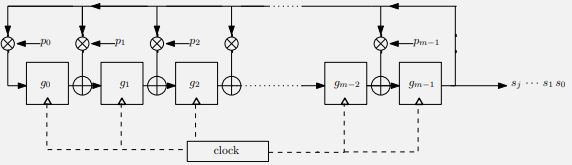 p₀ p₁ p₂ pₘ₋₁
g₀ g₁ g₂ gₘ₋₂ gₘ₋₁ sⱼ ⋯ s₁ s₀
clock